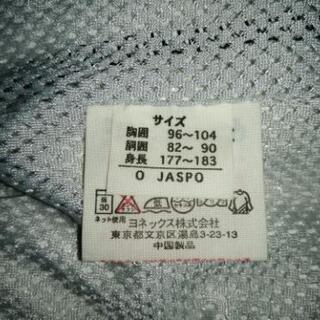 サイズ
胸囲 96〜104
胴囲 82〜 90
身長 177〜183
O JASPO
30
ネット使用
ヨネックス株式会社
東京都文京区湯島3-23-13
中国製品